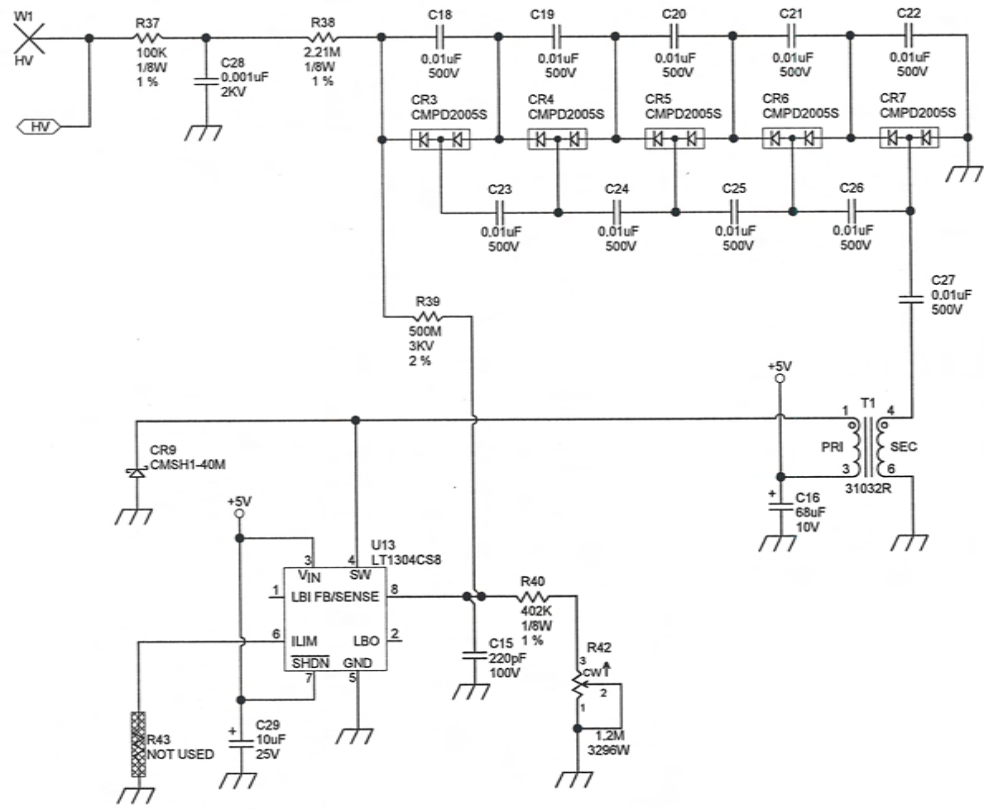 W1
HV
HV
R37
100K
1/8W
1 %
C28
0.001uF
2KV
R38
2.21M
1/8W
1 %
C18
0.01uF
500V
C19
0.01uF
500V
C20
0.01uF
500V
C21
0.01uF
500V
C22
0.01uF
500V
CR3
CMPD2005S
CR4
CMPD2005S
CR5
CMPD2005S
CR6
CMPD2005S
CR7
CMPD2005S
C23
0.01uF
500V
C24
0.01uF
500V
C25
0.01uF
500V
C26
0.01uF
500V
C27
0.01uF
500V
R39
500M
3KV
2 %
+5V
T1
1 4
PRI SEC
3 6
31032R
+
C16
68uF
10V
CR9
CMSH1-40M
+5V
U13
LT1304CS8
3 4
VIN SW
1 LBI FB/SENSE 8
6 ILIM LBO 2
SHDN GND
7 5
R40
402K
1/8W
1 %
C15
220pF
100V
R42
3
CW
2
1
1.2M
3296W
R43
NOT USED
+
C29
10uF
25V